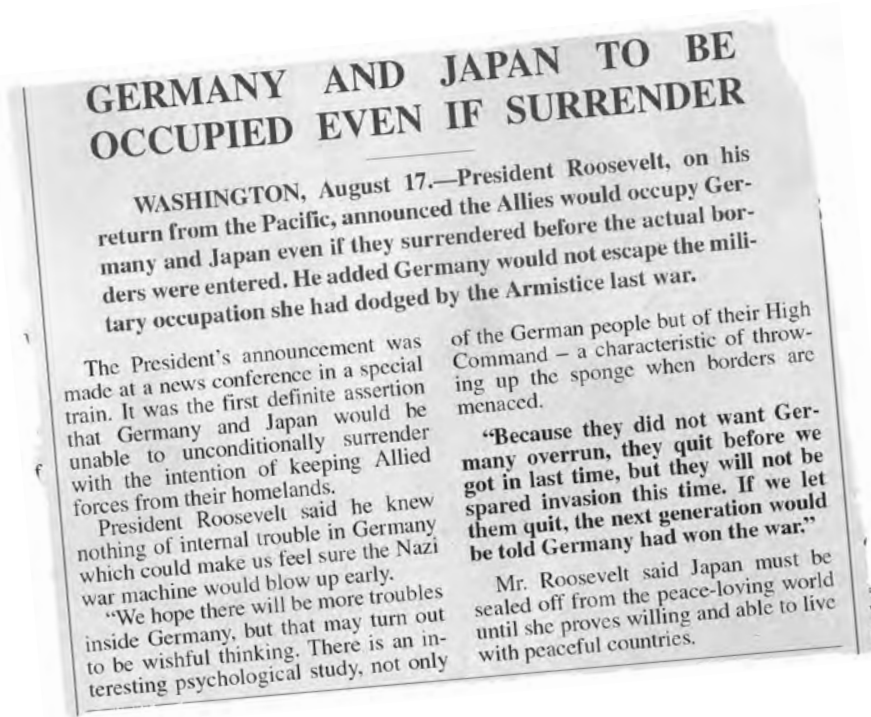 GERMANY AND JAPAN TO BE
OCCUPIED EVEN IF SURRENDER
WASHINGTON, August 17.—President Roosevelt, on his
return from the Pacific, announced the Allies would occupy Ger-
many and Japan even if they surrendered before the actual bor-
ders were entered. He added Germany would not escape the mili-
tary occupation she had dodged by the Armistice last war.
The President's announcement was
made at a news conference in a special
train. It was the first definite assertion
that Germany and Japan would be
unable to unconditionally surrender
with the intention of keeping Allied
forces from their homelands.
President Roosevelt said he knew
nothing of internal trouble in Germany
which could make us feel sure the Nazi
war machine would blow up early.
“We hope there will be more troubles
inside Germany, but that may turn out
to be wishful thinking. There is an in-
teresting psychological study, not only
of the German people but of their High
Command – a characteristic of throw-
ing up the sponge when borders are
menaced.
“Because they did not want Ger-
many overrun, they quit before we
got in last time, but they will not be
spared invasion this time. If we let
them quit, the next generation would
be told Germany had won the war.”
Mr. Roosevelt said Japan must be
sealed off from the peace-loving world
until she proves willing and able to live
with peaceful countries.